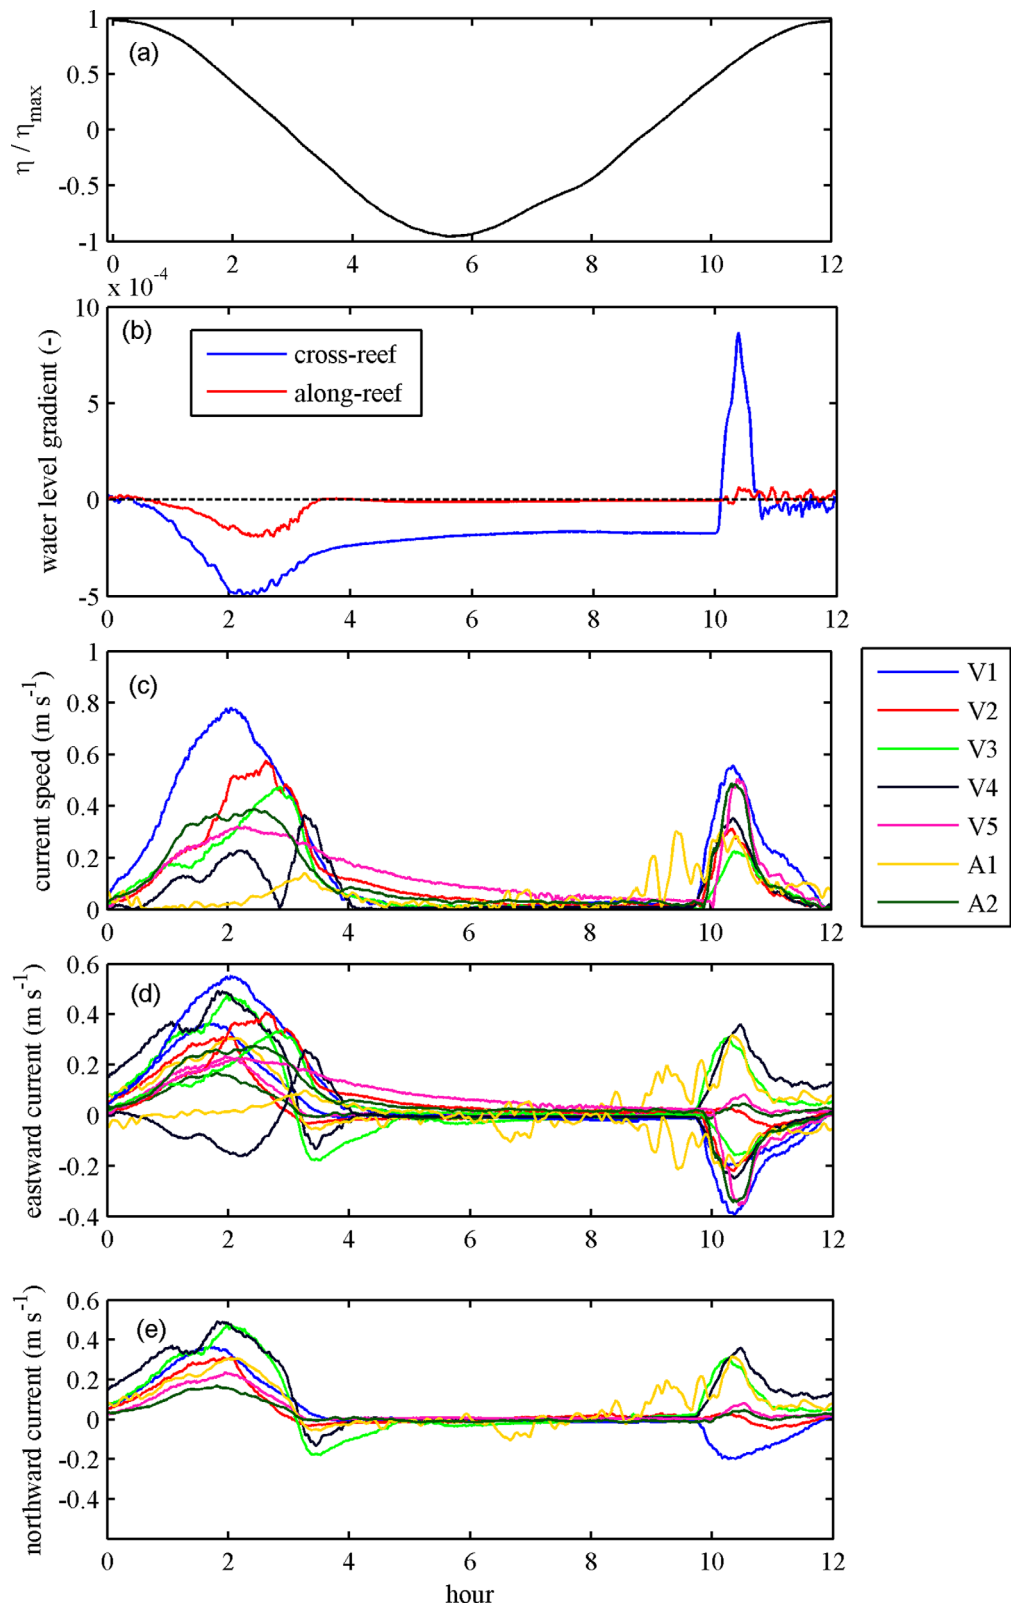 1
(a)
0.5
0
-0.5
-1
η / ηmax
0 2 4 6 8 10 12
x 10⁻⁴
10
(b)
cross-reef
along-reef
5
0
-5
water level gradient (-)
0 2 4 6 8 10 12
1
(c)
0.8
0.6
0.4
0.2
0
current speed (m s⁻¹)
0 2 4 6 8 10 12
V1
V2
V3
V4
V5
A1
A2
0.6
(d)
0.4
0.2
0
-0.2
-0.4
eastward current (m s⁻¹)
0 2 4 6 8 10 12
0.6
(e)
0.4
0.2
0
-0.2
-0.4
northward current (m s⁻¹)
0 2 4 6 8 10 12
hour